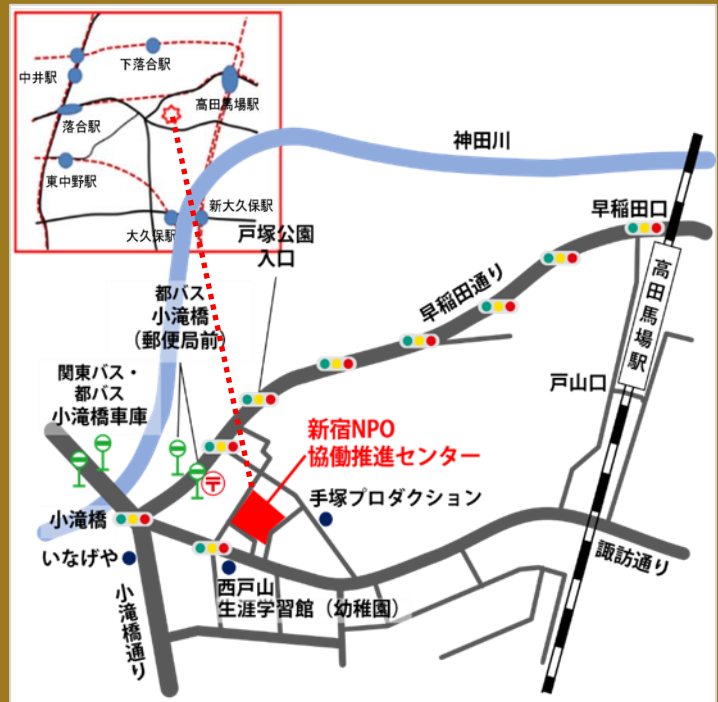 下落合駅
中井駅
高田馬場駅
落合駅
東中野駅
新大久保駅
大久保駅
神田川
早稲田口
戸塚公園
入口
早稲田通り
高田馬場駅
都バス
小滝橋
（郵便局前）
戸山口
関東バス・
都バス
小滝橋車庫
新宿NPO
協働推進センター
〒
手塚プロダクション
小滝橋
いなげや
諏訪通り
西戸山
生涯学習館（幼稚園）
小滝橋通り